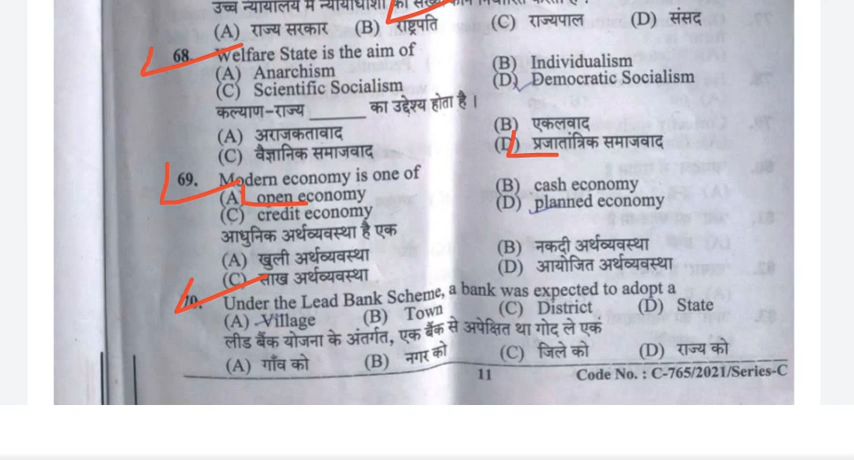 उच्च न्यायालय में न्यायाधीशों की
(A) राज्य सरकार (B) राष्ट्रपति (C) राज्यपाल (D) संसद
68. Welfare State is the aim of
(A) Anarchism (B) Individualism
(C) Scientific Socialism (D) Democratic Socialism
कल्याण-राज्य ______ का उद्देश्य होता है ।
(A) अराजकतावाद (B) एकलवाद
(C) वैज्ञानिक समाजवाद (D) प्रजातांत्रिक समाजवाद
69. Modern economy is one of
(A) open economy (B) cash economy
(C) credit economy (D) planned economy
आधुनिक अर्थव्यवस्था है एक
(A) खुली अर्थव्यवस्था (B) नकदी अर्थव्यवस्था
(C) साख अर्थव्यवस्था (D) आयोजित अर्थव्यवस्था
70. Under the Lead Bank Scheme, a bank was expected to adopt a
(A) Village (B) Town (C) District (D) State
लीड बैंक योजना के अंतर्गत, एक बैंक से अपेक्षित था गोद ले एक
(A) गाँव को (B) नगर को (C) जिले को (D) राज्य को
11 Code No. : C-765/2021/Series-C